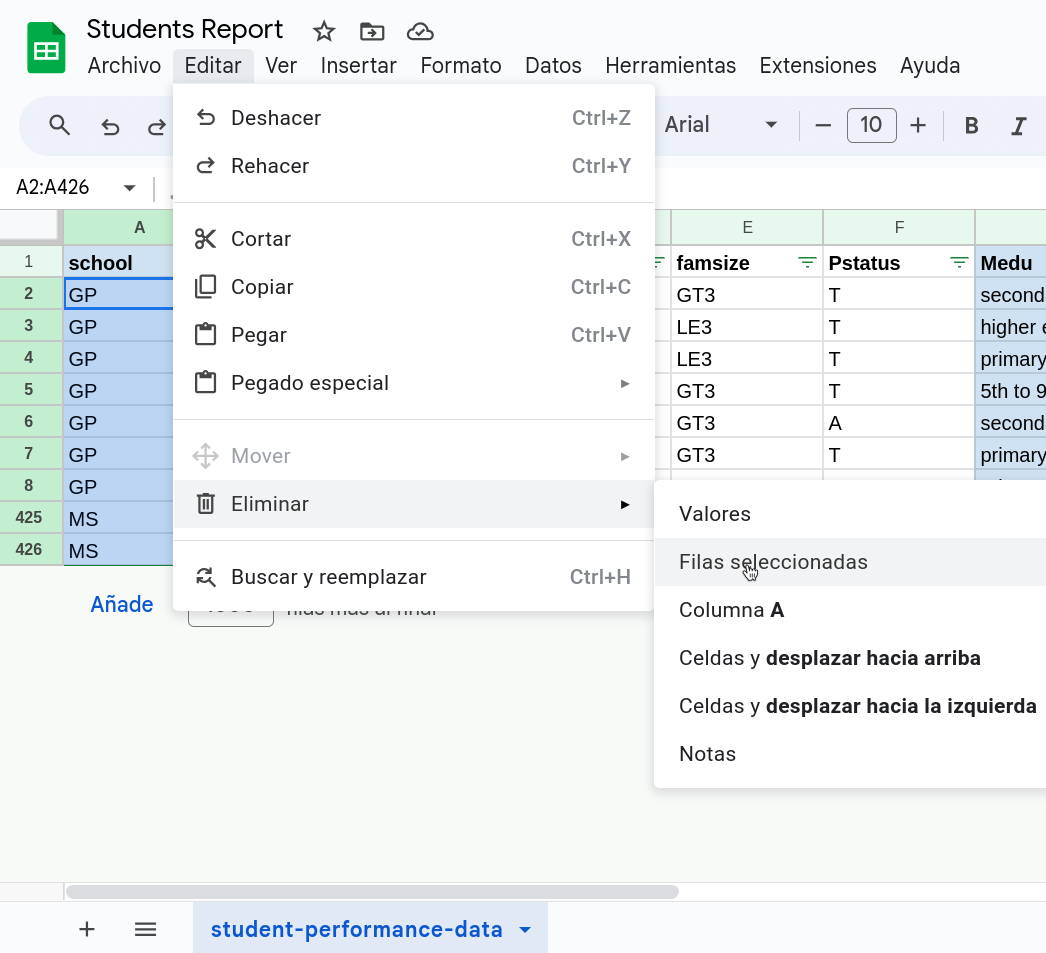 Students Report
Archivo Editar Ver Insertar Formato Datos Herramientas Extensiones Ayuda
Deshacer Ctrl+Z
Arial 10 B I
Rehacer Ctrl+Y
A2:A426
A E F
Cortar Ctrl+X
1 school famsize Pstatus Medu
Copiar Ctrl+C
2 GP GT3 T
3 GP LE3 T higher
Pegar Ctrl+V
4 GP LE3 T primary
Pegado especial
5 GP GT3 T 5th to 9
6 GP GT3 A
7 GP GT3 T primary
Mover
8 GP
Eliminar
425 MS
Valores
426 MS
Filas seleccionadas
Buscar y reemplazar Ctrl+H
Añade filas más al final
Columna A
Celdas y desplazar hacia arriba
Celdas y desplazar hacia la izquierda
Notas
student-performance-data